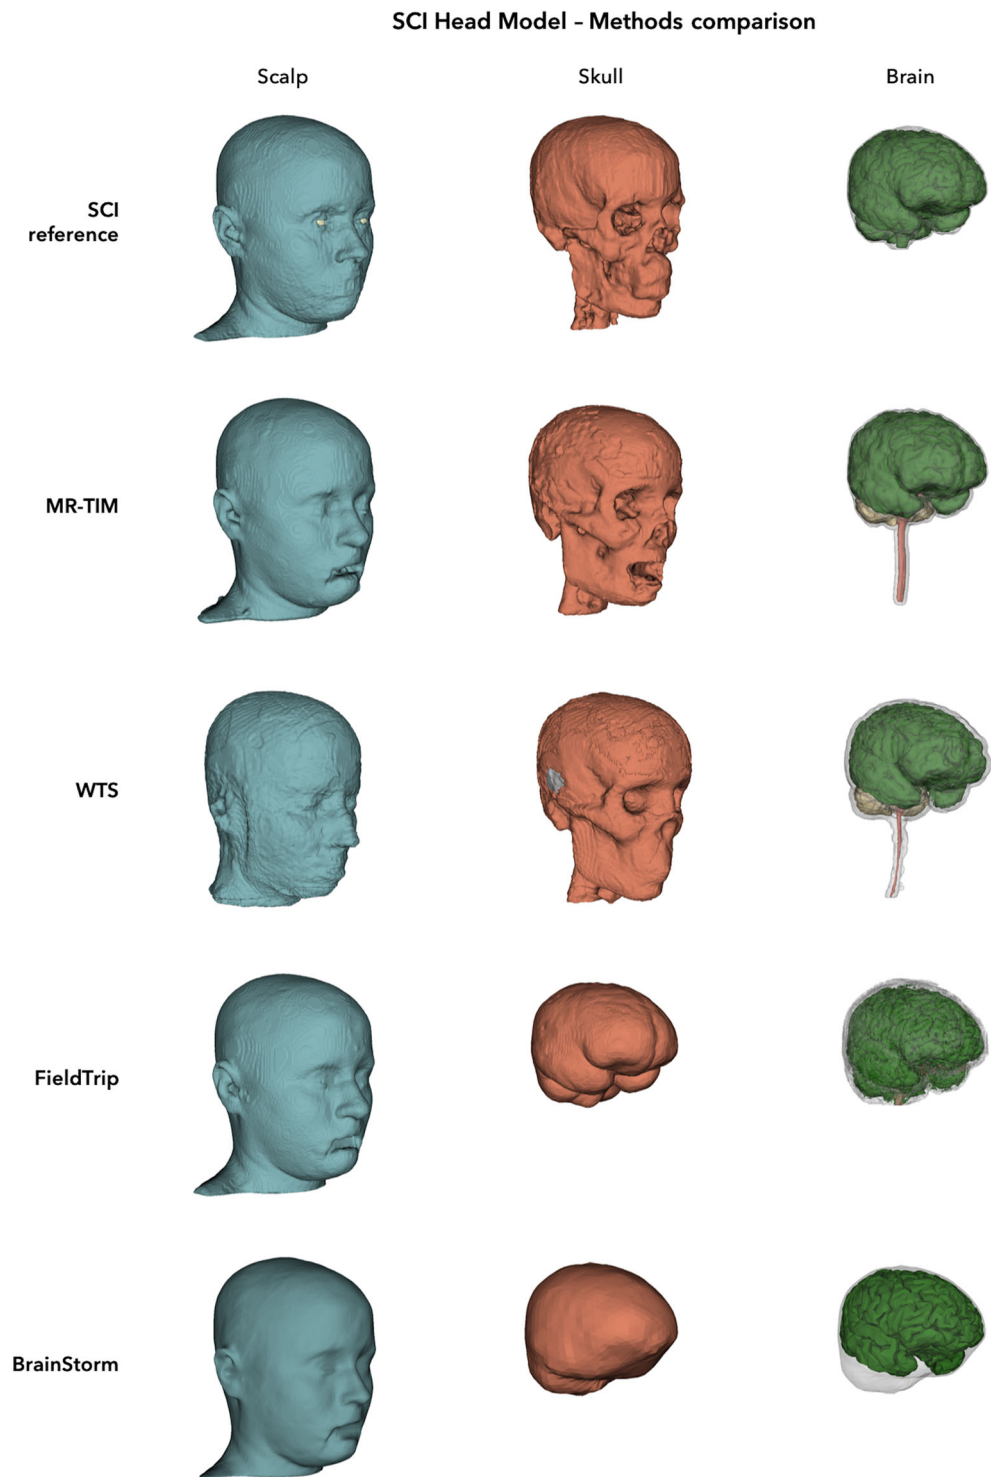 SCI Head Model – Methods comparison
Scalp Skull Brain
SCI
reference
MR-TIM
WTS
FieldTrip
BrainStorm